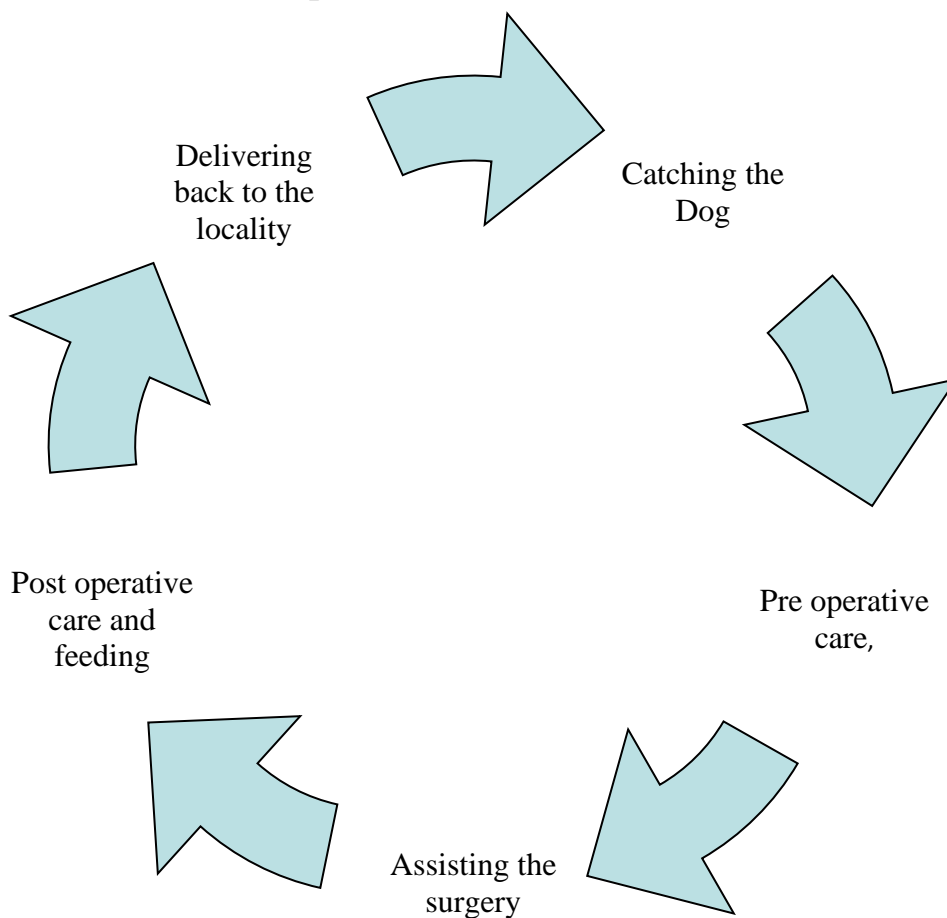 Delivering
back to the
locality
Catching the
Dog
Pre operative
care,
Assisting the
surgery
Post operative
care and
feeding